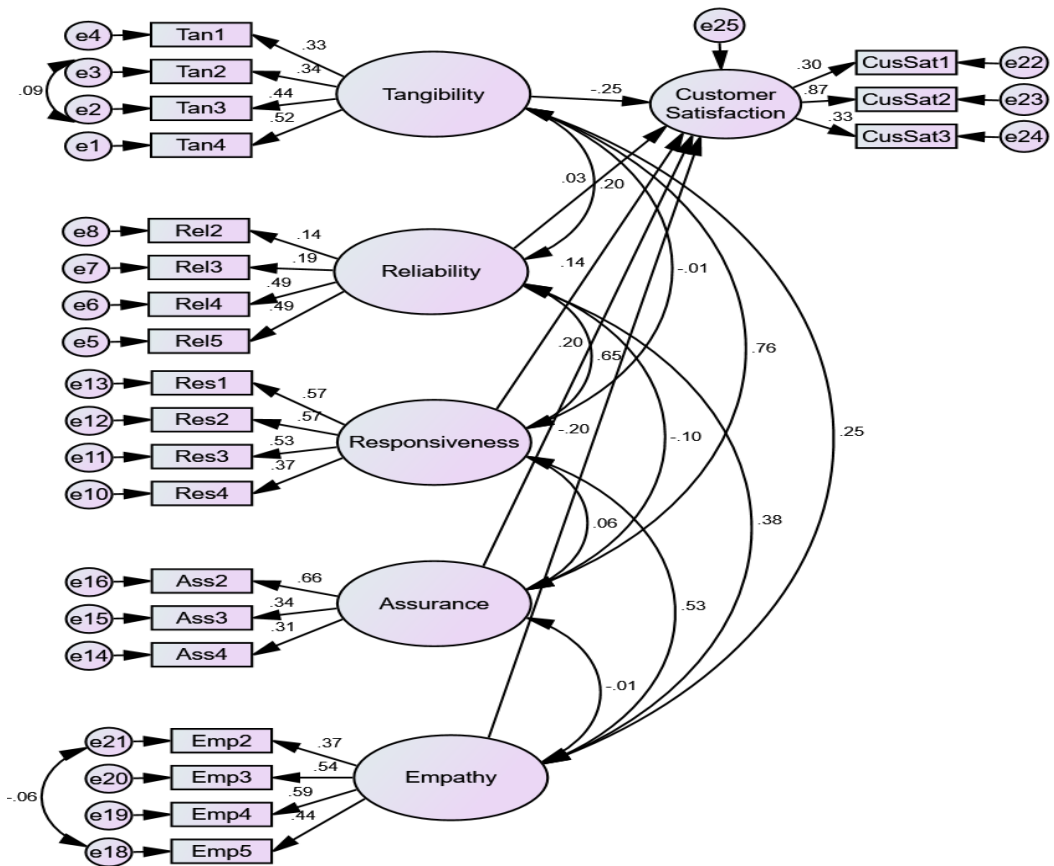 e25
e4 Tan1 .33
e3 Tan2 .34
.09
e2 Tan3 .44
e1 Tan4 .52
Tangibility
-.25
Customer
Satisfaction
.30 CusSat1 e22
.87 CusSat2 e23
.33 CusSat3 e24
.03 .20
e8 Rel2 .14
e7 Rel3 .19
e6 Rel4 .49
e5 Rel5 .49
Reliability
.14 -.01
.20 .65 .76
e13 Res1 .57
e12 Res2 .57
e11 Res3 .53
e10 Res4 .37
Responsiveness
-.20 -.10 .25
.06 .38
e16 Ass2 .66
e15 Ass3 .34
e14 Ass4 .31
Assurance
.53
-.01
e21 Emp2 .37
e20 Emp3 .54
-.06
e19 Emp4 .59
e18 Emp5 .44
Empathy